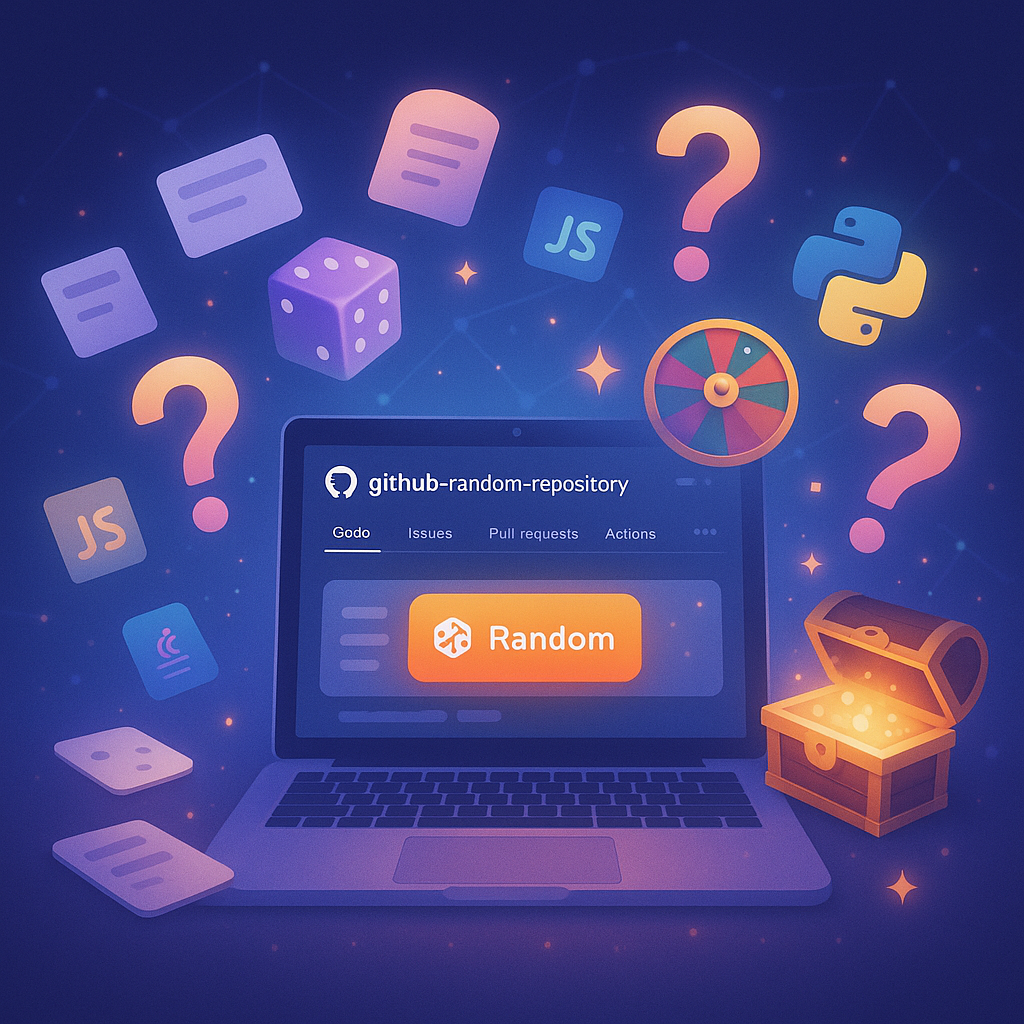 JS
JS
github-random-repository
Godo Issues Pull requests Actions
Random